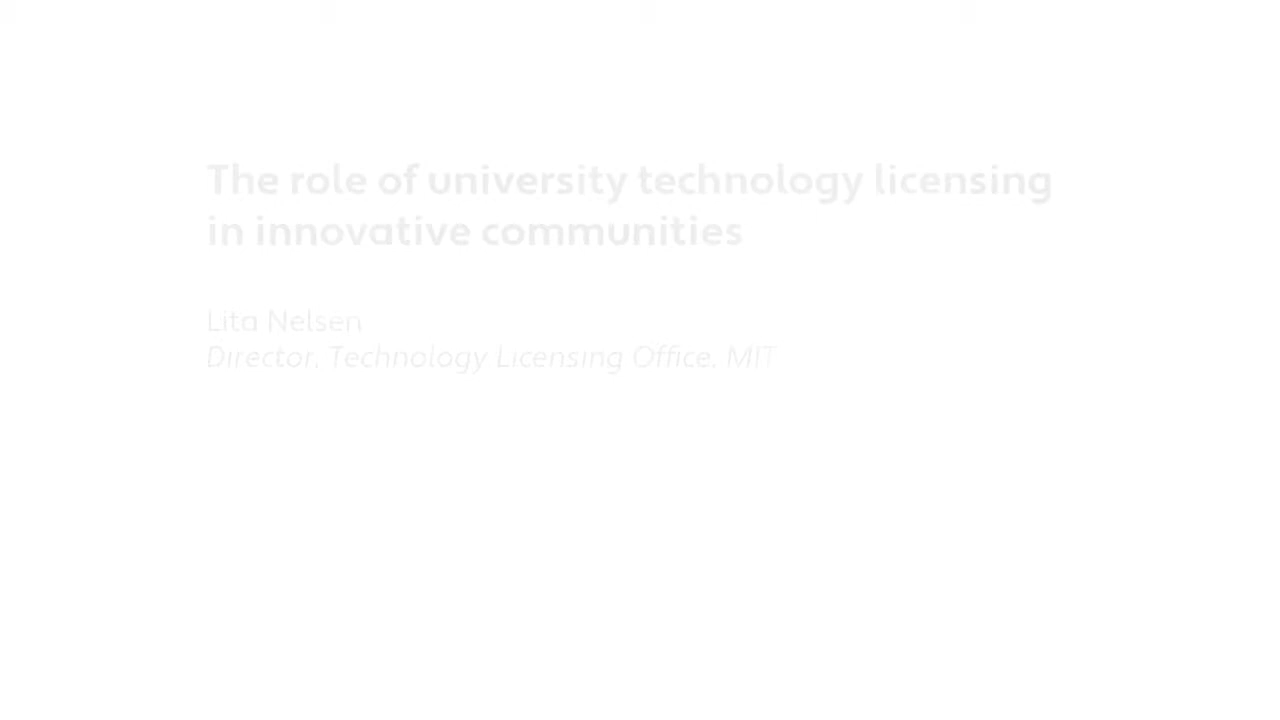 The role of university technology licensing
in innovative communities
Lita Nelsen
Director, Technology Licensing Office, MIT